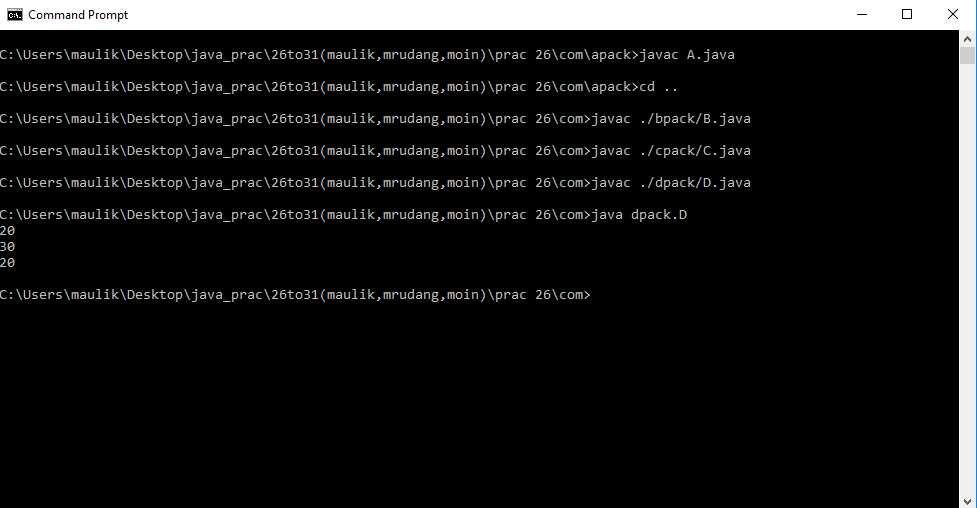 Command Prompt
C:\Users\maulik\Desktop\java_prac\26to31(maulik,mrudang,moin)\prac 26\com\apack>javac A.java
C:\Users\maulik\Desktop\java_prac\26to31(maulik,mrudang,moin)\prac 26\com\apack>cd ..
C:\Users\maulik\Desktop\java_prac\26to31(maulik,mrudang,moin)\prac 26\com>javac ./bpack/B.java
C:\Users\maulik\Desktop\java_prac\26to31(maulik,mrudang,moin)\prac 26\com>javac ./cpack/C.java
C:\Users\maulik\Desktop\java_prac\26to31(maulik,mrudang,moin)\prac 26\com>javac ./dpack/D.java
C:\Users\maulik\Desktop\java_prac\26to31(maulik,mrudang,moin)\prac 26\com>java dpack.D
20
30
20
C:\Users\maulik\Desktop\java_prac\26to31(maulik,mrudang,moin)\prac 26\com>